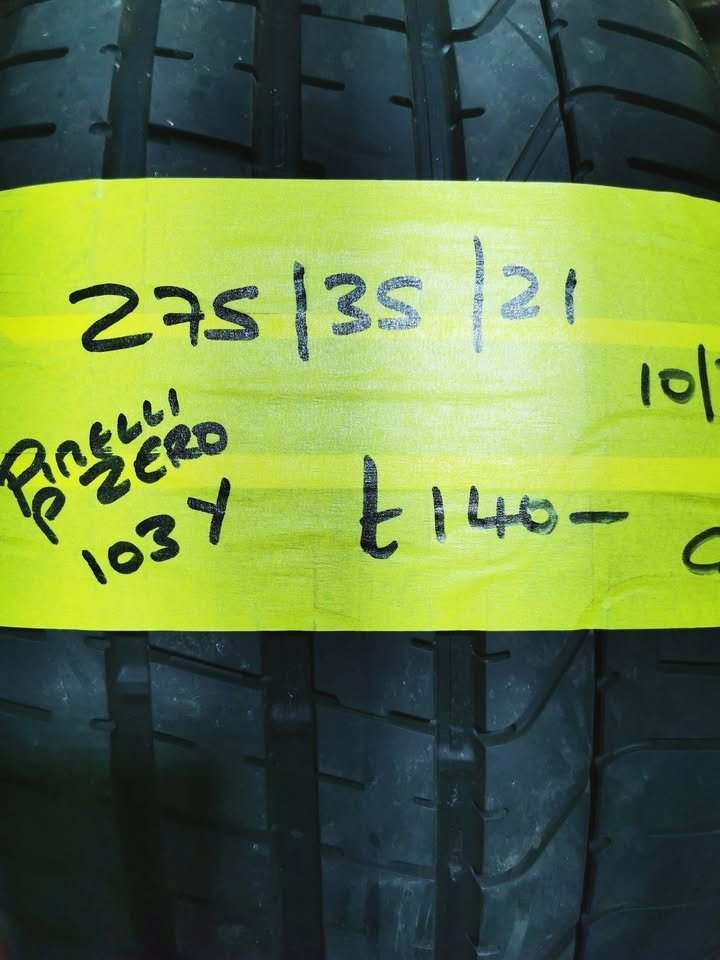 275/35/21
10/
PIRELLI
P ZERO
103Y
£140-